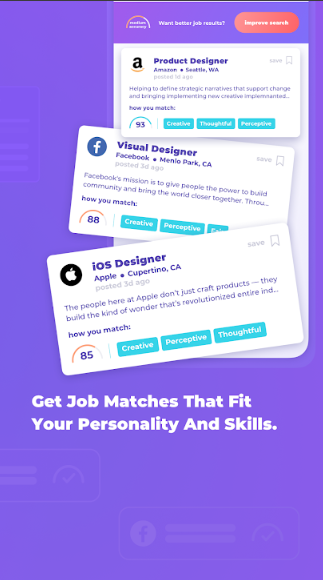 medium
accuracy
Want better job results?
Improve search
Product Designer
save
Amazon • Seattle, WA
posted 1d ago
Helping to define strategic narratives that support change
and bringing implementing new creative implemnanted...
how you match:
93
Creative
Thoughtful
Perceptive
Visual Designer
save
Facebook • Menlo Park, CA
posted 3d ago
Facebook's mission is to give people the power to build
community and bring the world closer together. Throu...
how you match:
88
Creative
Perceptive
iOS Designer
save
Apple • Cupertino, CA
posted 3d ago
The people here at Apple don't just craft products — they
build the kind of wonder that's revolutionized entire ind...
how you match:
85
Creative
Perceptive
Thoughtful
Get Job Matches That Fit
Your Personality And Skills.